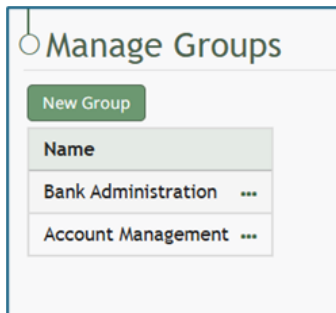 Manage Groups
New Group
Name
Bank Administration ...
Account Management ...